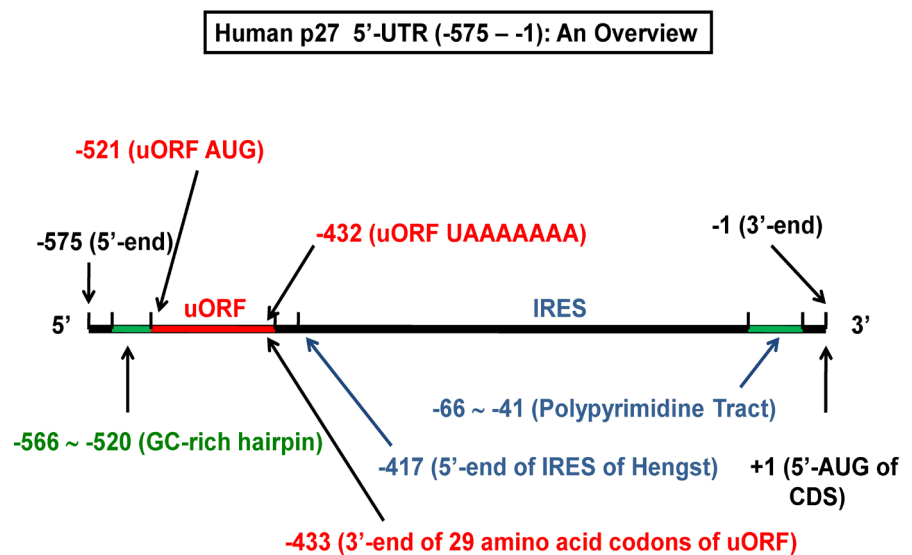 Human p27 5'-UTR (-575 – -1): An Overview
-521 (uORF AUG)
-432 (uORF UAAAAAAA)
-1 (3'-end)
-575 (5'-end)
uORF
IRES
5'
3'
-66 ~ -41 (Polypyrimidine Tract)
-566 ~ -520 (GC-rich hairpin)
-417 (5'-end of IRES of Hengst)
+1 (5'-AUG of
CDS)
-433 (3'-end of 29 amino acid codons of uORF)